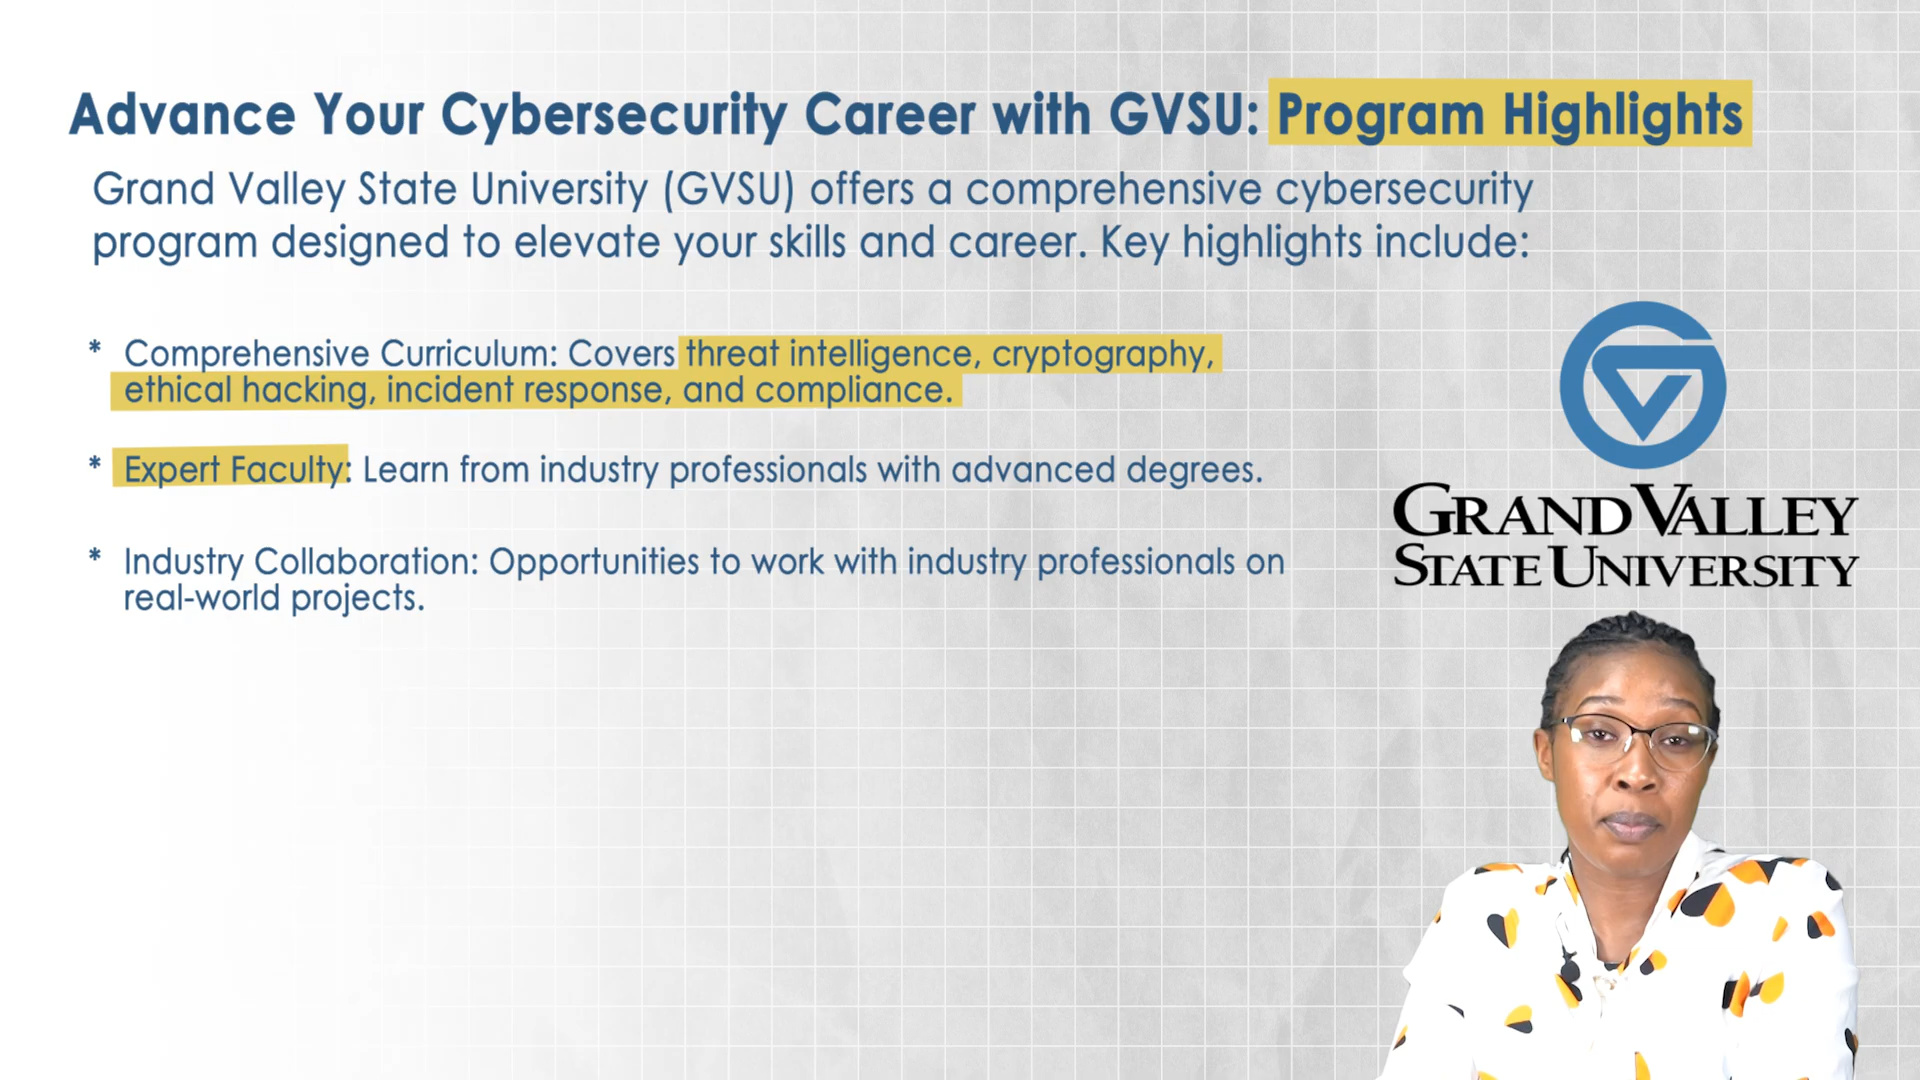 Advance Your Cybersecurity Career with GVSU: Program Highlights
Grand Valley State University (GVSU) offers a comprehensive cybersecurity
program designed to elevate your skills and career. Key highlights include:
* Comprehensive Curriculum: Covers threat intelligence, cryptography,
ethical hacking, incident response, and compliance.
* Expert Faculty: Learn from industry professionals with advanced degrees.
* Industry Collaboration: Opportunities to work with industry professionals on
real-world projects.
GRAND VALLEY
STATE UNIVERSITY